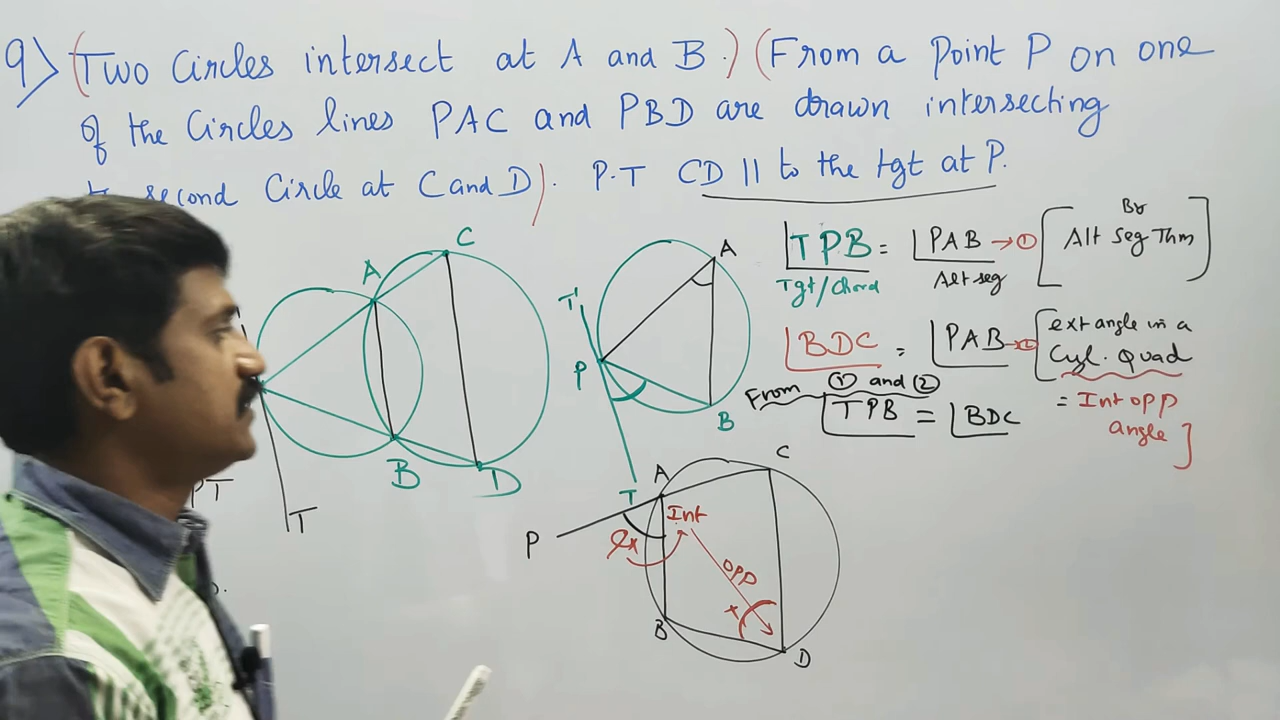 9) (Two Circles intersect at A and B.) (From a Point P on one
of the Circles lines PAC and PBD are drawn intersecting
second Circle at C and D). P.T CD || to the tgt at P.
C
A
B
D
T
PT
A
T'
P
B
T
∠TPB = ∠PAB → ① [By Alt Seg Thm]
Tgt/Chord Alt seg
∠BDC = ∠PAB → ② [ext angle in a
Cyl. Quad
= Int opp
angle]
From ① and ②
∠TPB = ∠BDC
A
C
P
Int
Ex
opp
x
B
D